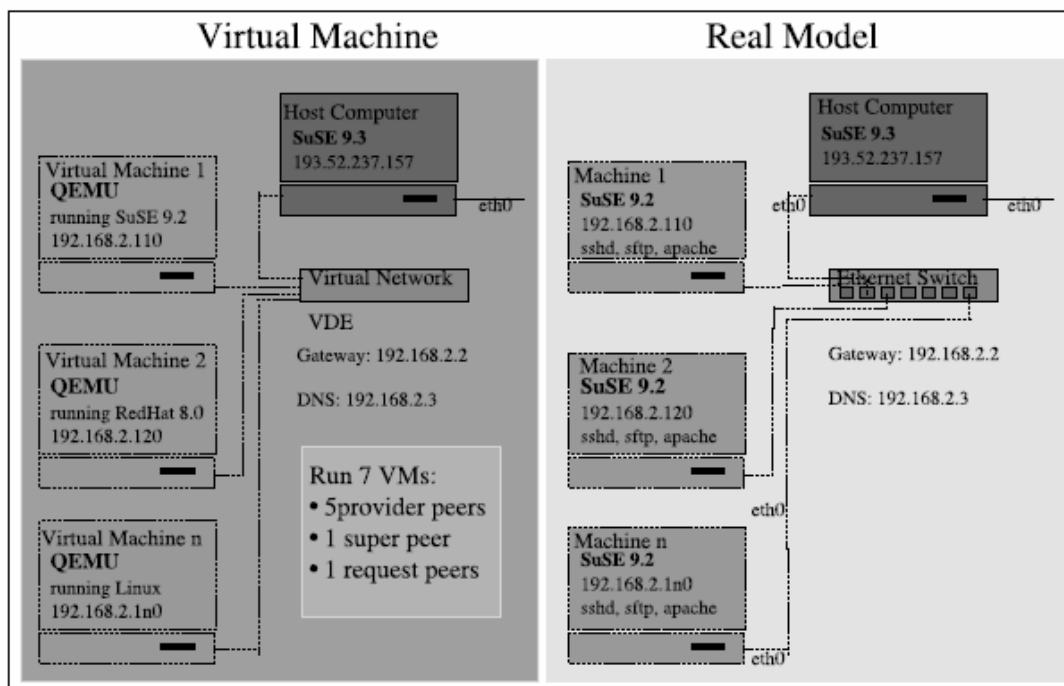 Virtual Machine
Host Computer
SuSE 9.3
193.52.237.157
eth0
Virtual Machine 1
QEMU
running SuSE 9.2
192.168.2.110
Virtual Network
VDE
Gateway: 192.168.2.2
DNS: 192.168.2.3
Virtual Machine 2
QEMU
running RedHat 8.0
192.168.2.120
Run 7 VMs:
• 5provider peers
• 1 super peer
• 1 request peers
Virtual Machine n
QEMU
running Linux
192.168.2.1n0
Real Model
Host Computer
SuSE 9.3
193.52.237.157
eth0
eth0
Machine 1
SuSE 9.2
192.168.2.110
sshd, sftp, apache
Ethernet Switch
Gateway: 192.168.2.2
DNS: 192.168.2.3
Machine 2
SuSE 9.2
192.168.2.120
sshd, sftp, apache
eth0
Machine n
SuSE 9.2
192.168.2.1n0
sshd, sftp, apache
eth0